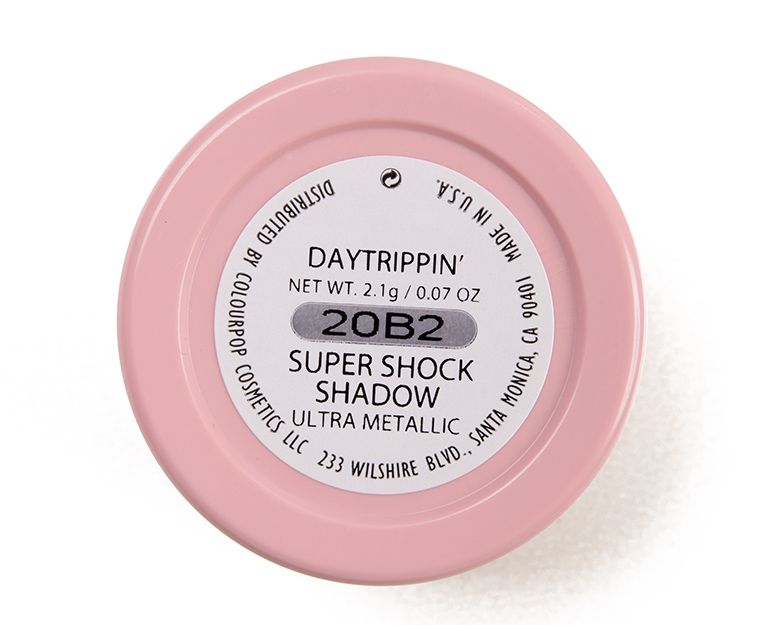 DAYTRIPPIN'
NET WT. 2.1g / 0.07 OZ
20B2
SUPER SHOCK
SHADOW
ULTRA METALLIC
DISTRIBUTED BY COLOURPOP COSMETICS LLC 233 WILSHIRE BLVD., SANTA MONICA, CA 90401 MADE IN U.S.A.